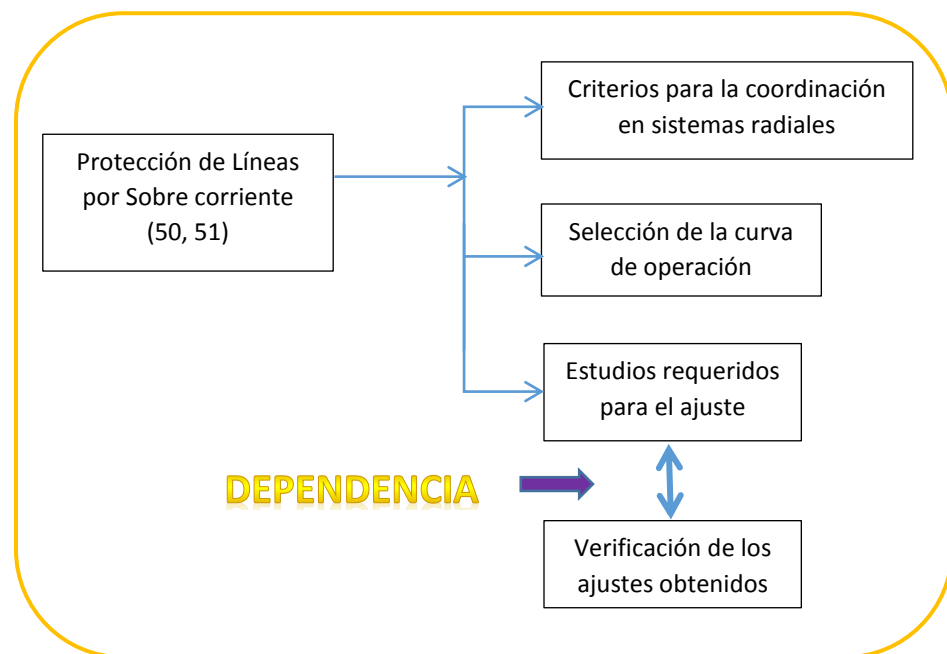 Protección de Líneas
por Sobre corriente
(50, 51)
Criterios para la coordinación
en sistemas radiales
Selección de la curva
de operación
Estudios requeridos
para el ajuste
DEPENDENCIA
Verificación de los
ajustes obtenidos